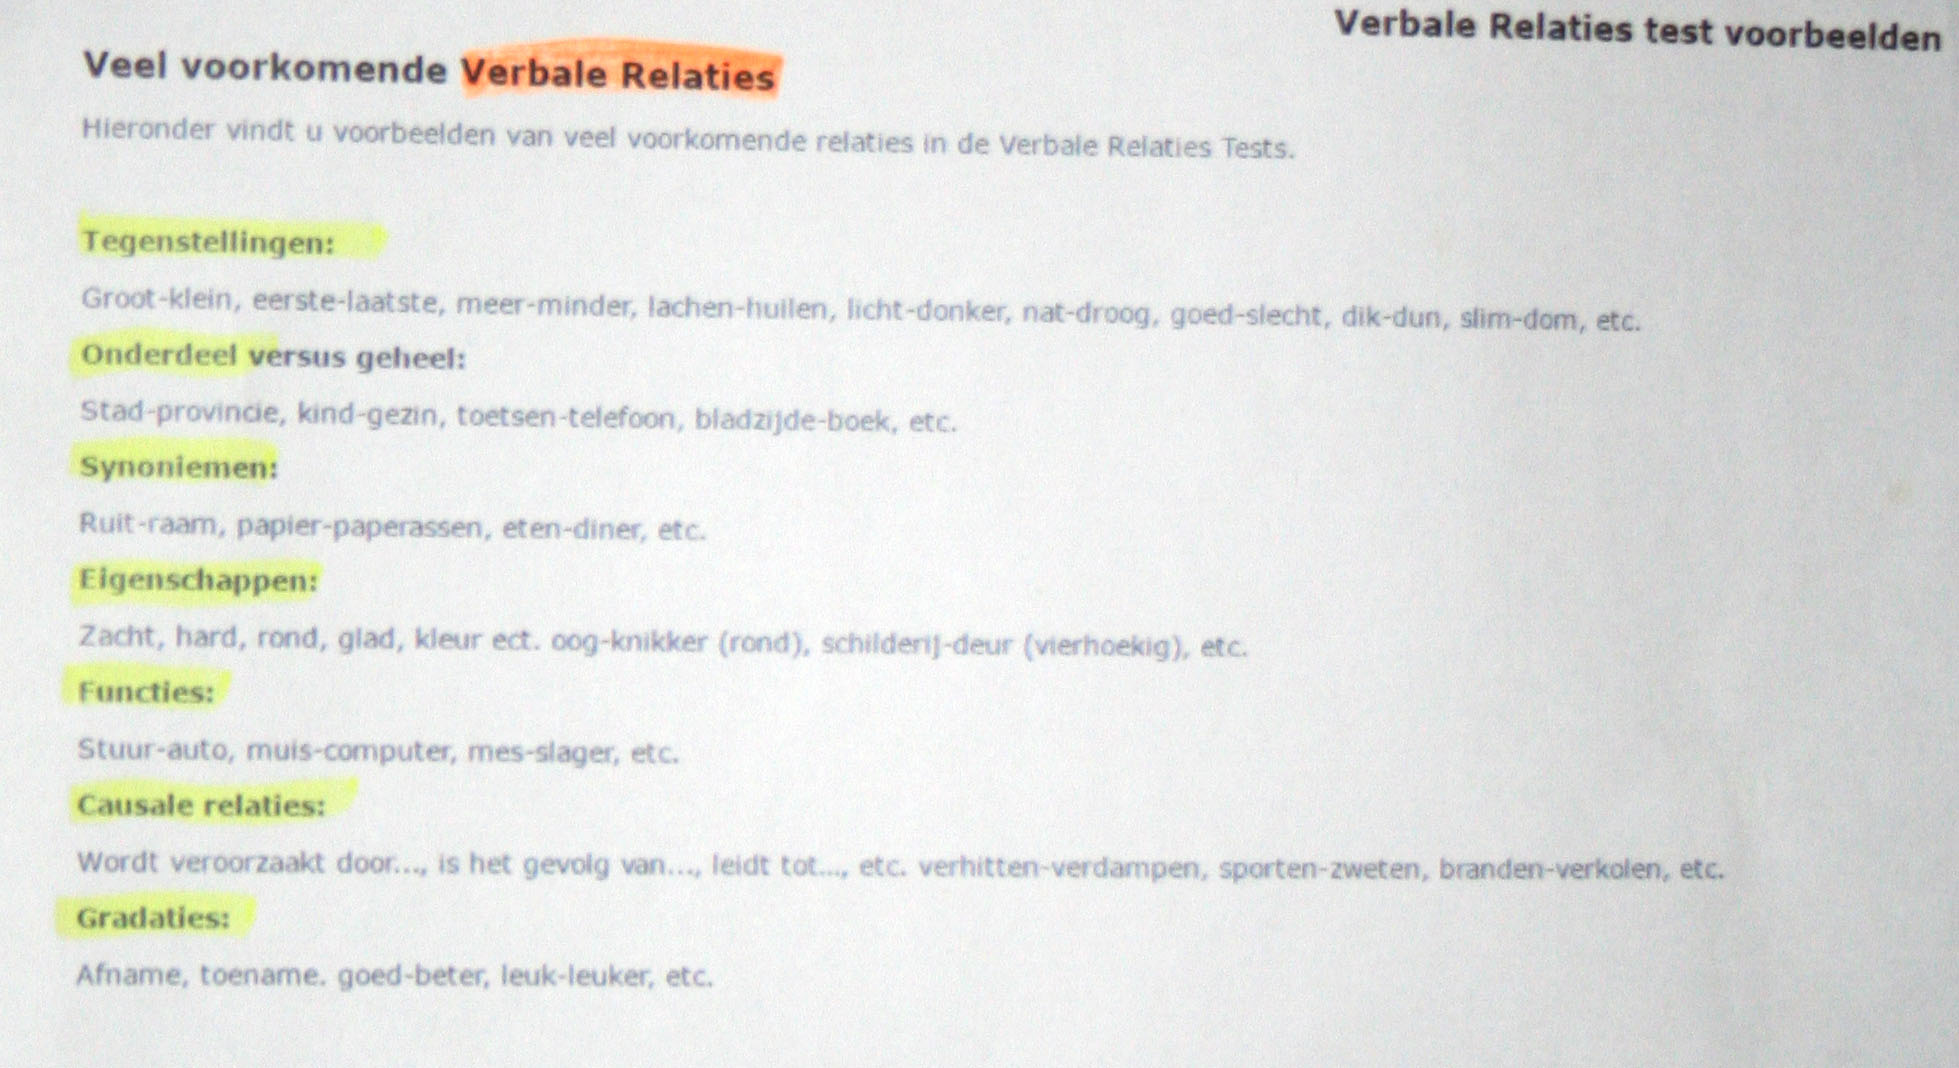 Verbale Relaties test voorbeelden
Veel voorkomende Verbale Relaties
Hieronder vindt u voorbeelden van veel voorkomende relaties in de Verbale Relaties Tests.
Tegenstellingen:
Groot-klein, eerste-laatste, meer-minder, lachen-huilen, licht-donker, nat-droog, goed-slecht, dik-dun, slim-dom, etc.
Onderdeel versus geheel:
Stad-provincie, kind-gezin, toetsen-telefoon, bladzijde-boek, etc.
Synoniemen:
Ruit-raam, papier-paperassen, eten-diner, etc.
Eigenschappen:
Zacht, hard, rond, glad, kleur ect. oog-knikker (rond), schilderij-deur (vierhoekig), etc.
Functies:
Stuur-auto, muis-computer, mes-slager, etc.
Causale relaties:
Wordt veroorzaakt door..., is het gevolg van..., leidt tot..., etc. verhitten-verdampen, sporten-zweten, branden-verkolen, etc.
Gradaties:
Afname, toename. goed-beter, leuk-leuker, etc.